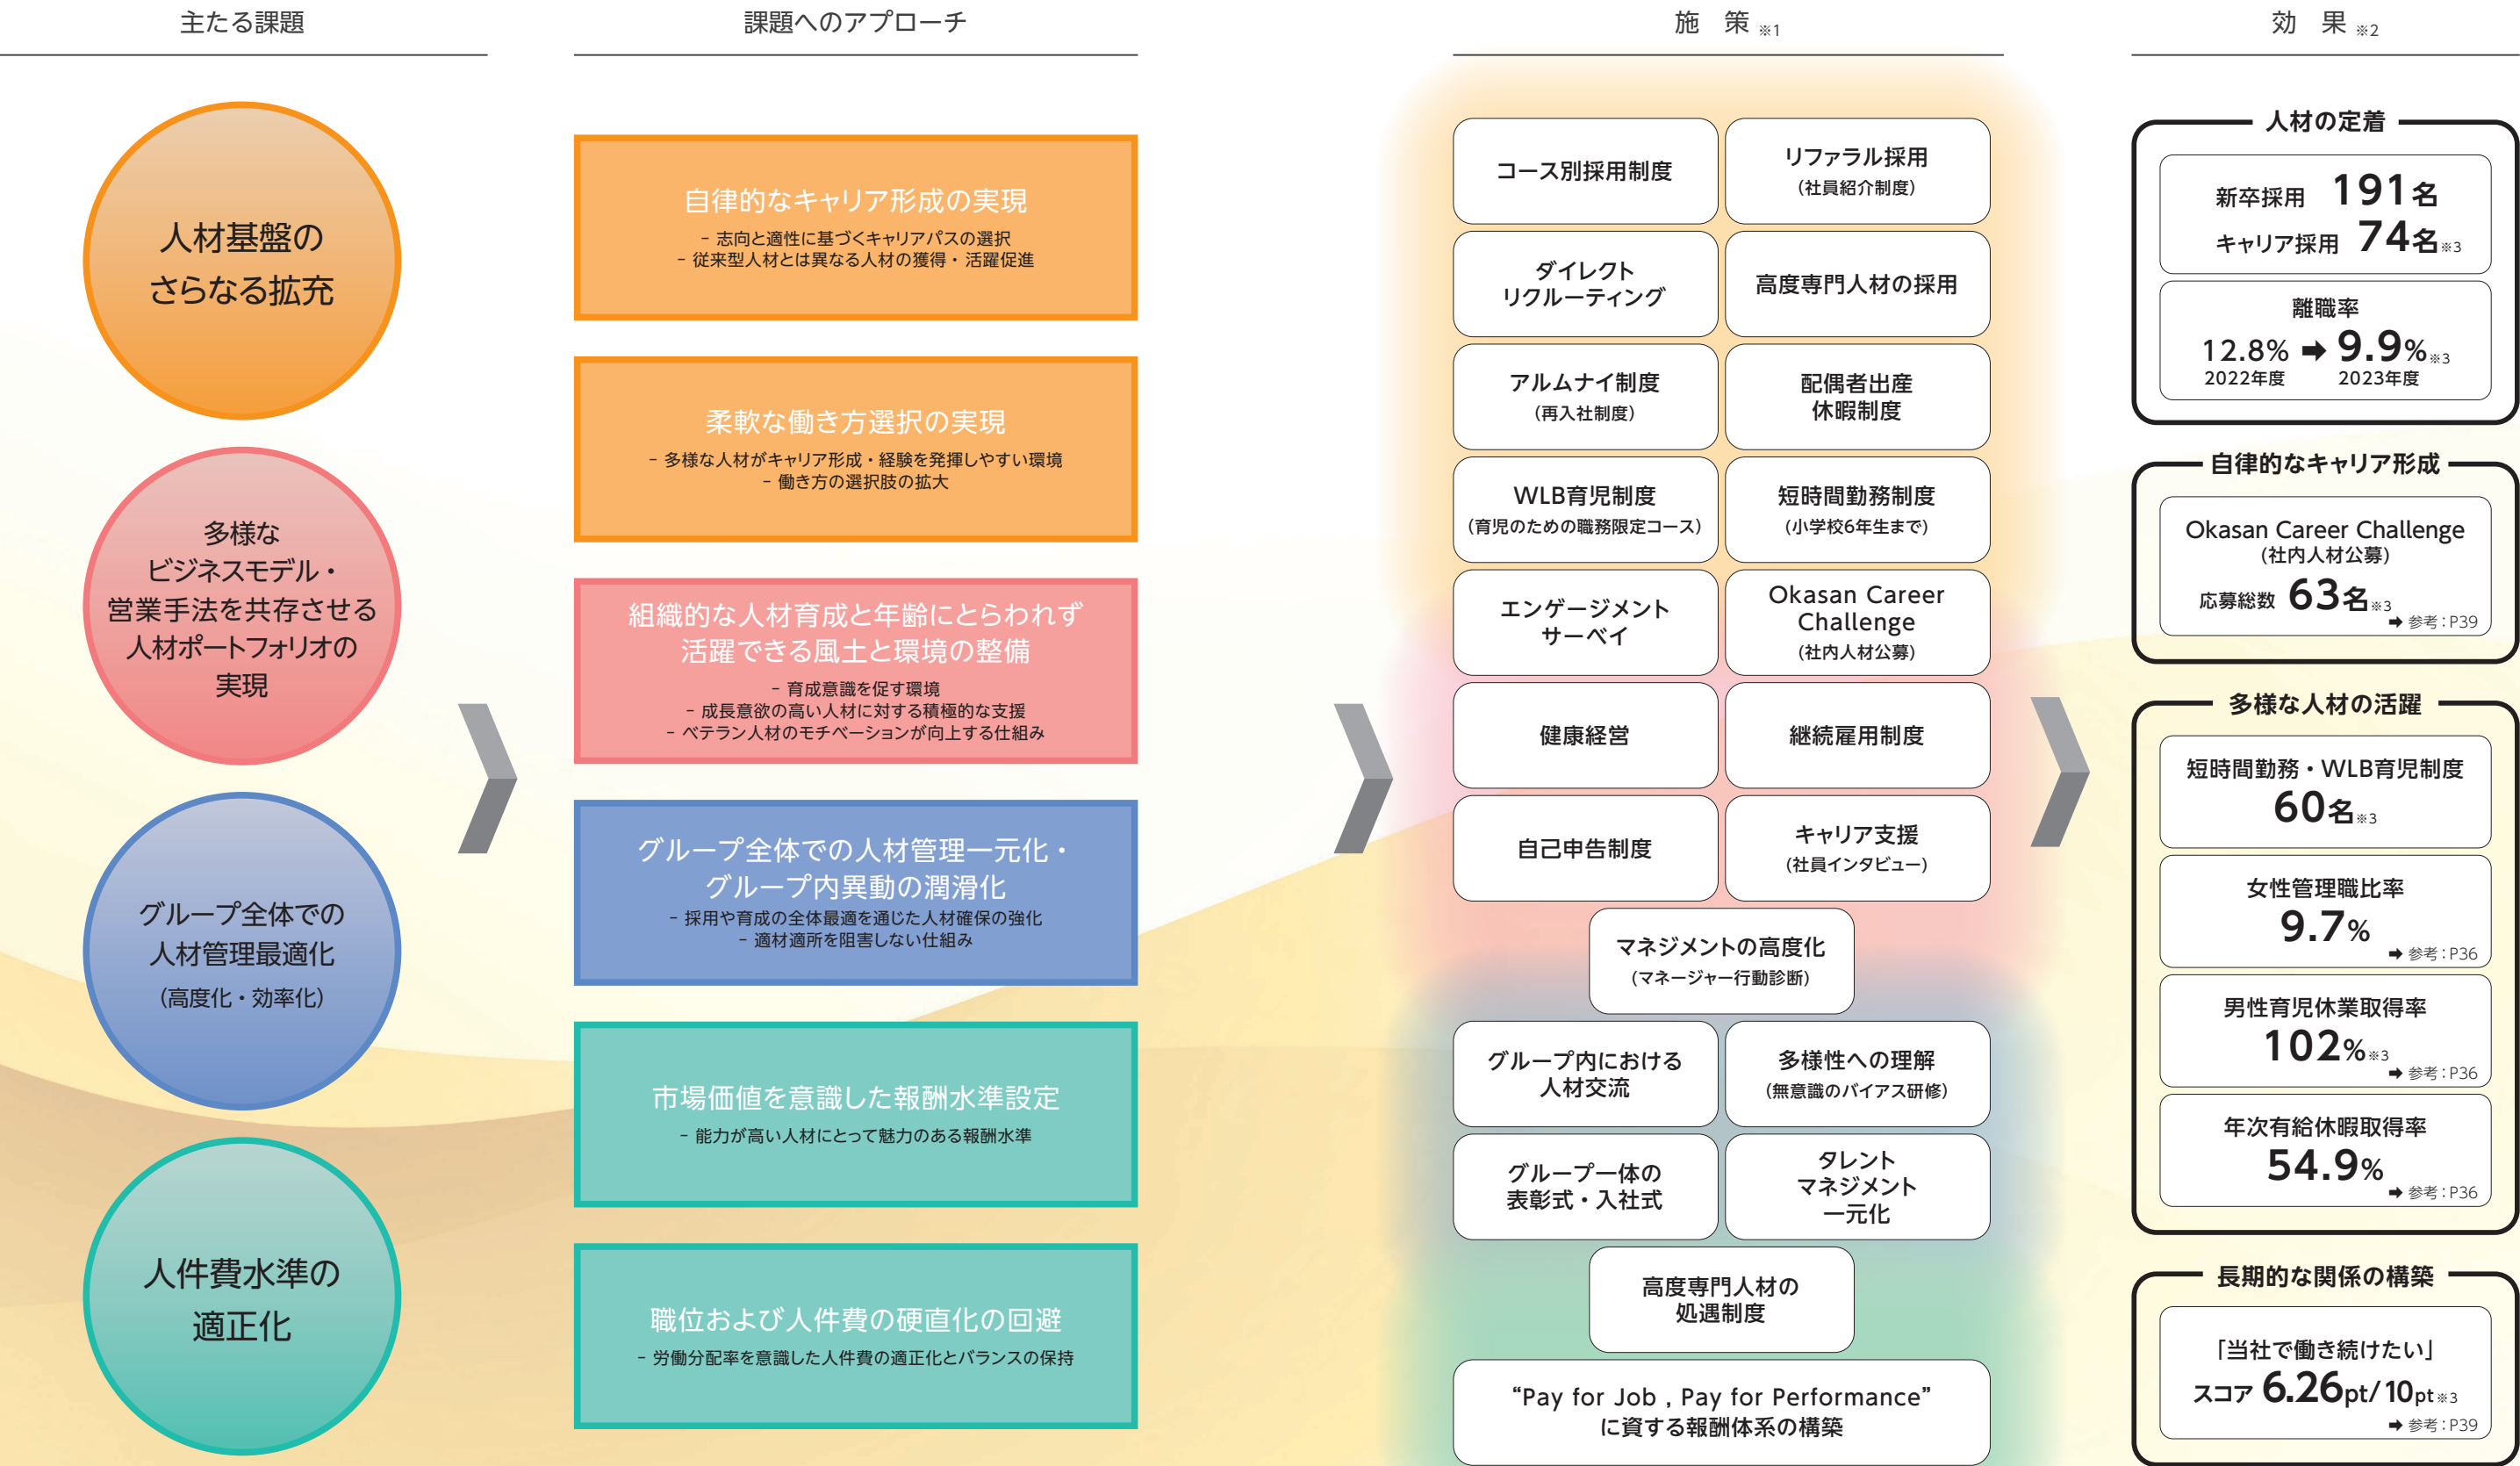 主たる課題
課題へのアプローチ
施 策 ※1
効 果 ※2
人材基盤の
さらなる拡充
多様な
ビジネスモデル・
営業手法を共存させる
人材ポートフォリオの
実現
グループ全体での
人材管理最適化
(高度化・効率化)
人件費水準の
適正化
自律的なキャリア形成の実現
- 志向と適性に基づくキャリアパスの選択
- 従来型人材とは異なる人材の獲得・活躍促進
柔軟な働き方選択の実現
- 多様な人材がキャリア形成・経験を発揮しやすい環境
- 働き方の選択肢の拡大
組織的な人材育成と年齢にとらわれず
活躍できる風土と環境の整備
- 育成意識を促す環境
- 成長意欲の高い人材に対する積極的な支援
- ベテラン人材のモチベーションが向上する仕組み
グループ全体での人材管理一元化・
グループ内異動の潤滑化
- 採用や育成の全体最適を通じた人材確保の強化
- 適材適所を阻害しない仕組み
市場価値を意識した報酬水準設定
- 能力が高い人材にとって魅力のある報酬水準
職位および人件費の硬直化の回避
- 労働分配率を意識した人件費の適正化とバランスの保持
コース別採用制度
リファラル採用
(社員紹介制度)
ダイレクト
リクルーティング
高度専門人材の採用
アルムナイ制度
(再入社制度)
配偶者出産
休暇制度
WLB育児制度
(育児のための職務限定コース)
短時間勤務制度
(小学校6年生まで)
エンゲージメント
サーベイ
Okasan Career
Challenge
(社内人材公募)
健康経営
継続雇用制度
自己申告制度
キャリア支援
(社員インタビュー)
マネジメントの高度化
(マネージャー行動診断)
グループ内における
人材交流
多様性への理解
(無意識のバイアス研修)
グループ一体の
表彰式・入社式
タレント
マネジメント
一元化
高度専門人材の
処遇制度
“Pay for Job , Pay for Performance”
に資する報酬体系の構築
人材の定着
新卒採用 191名
キャリア採用 74名※3
離職率
12.8% ➡ 9.9%※3
2022年度 2023年度
自律的なキャリア形成
Okasan Career Challenge
(社内人材公募)
応募総数 63名※3
➡ 参考：P39
多様な人材の活躍
短時間勤務・WLB育児制度
60名※3
女性管理職比率
9.7%
➡ 参考：P36
男性育児休業取得率
102%※3
➡ 参考：P36
年次有給休暇取得率
54.9%
➡ 参考：P36
長期的な関係の構築
「当社で働き続けたい」
スコア 6.26pt/10pt※3
➡ 参考：P39